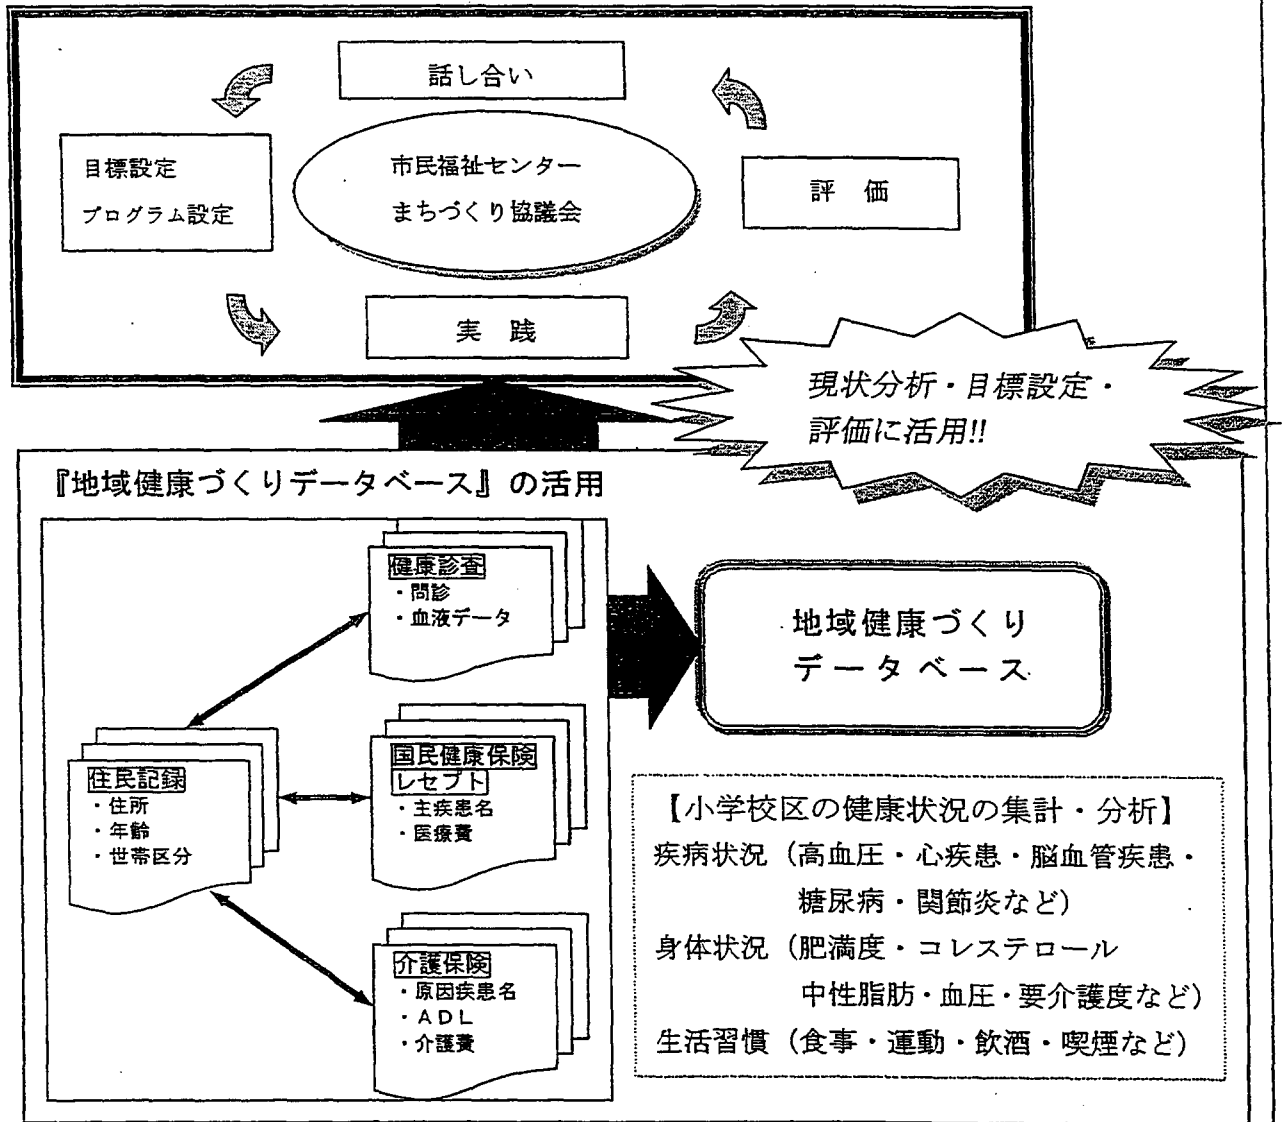 話し合い
目標設定
プログラム設定
市民福祉センター
まちづくり協議会
評 価
実 践
現状分析・目標設定・
評価に活用!!
『地域健康づくりデータベース』の活用
健康診査
・問診
・血液データ
住民記録
・住所
・年齢
・世帯区分
国民健康保険
レセプト
・主疾患名
・医療費
介護保険
・原因疾患名
・ADL
・介護費
地域健康づくり
データベース
【小学校区の健康状況の集計・分析】
疾病状況（高血圧・心疾患・脳血管疾患・
糖尿病・関節炎など）
身体状況（肥満度・コレステロール
中性脂肪・血圧・要介護度など）
生活習慣（食事・運動・飲酒・喫煙など）